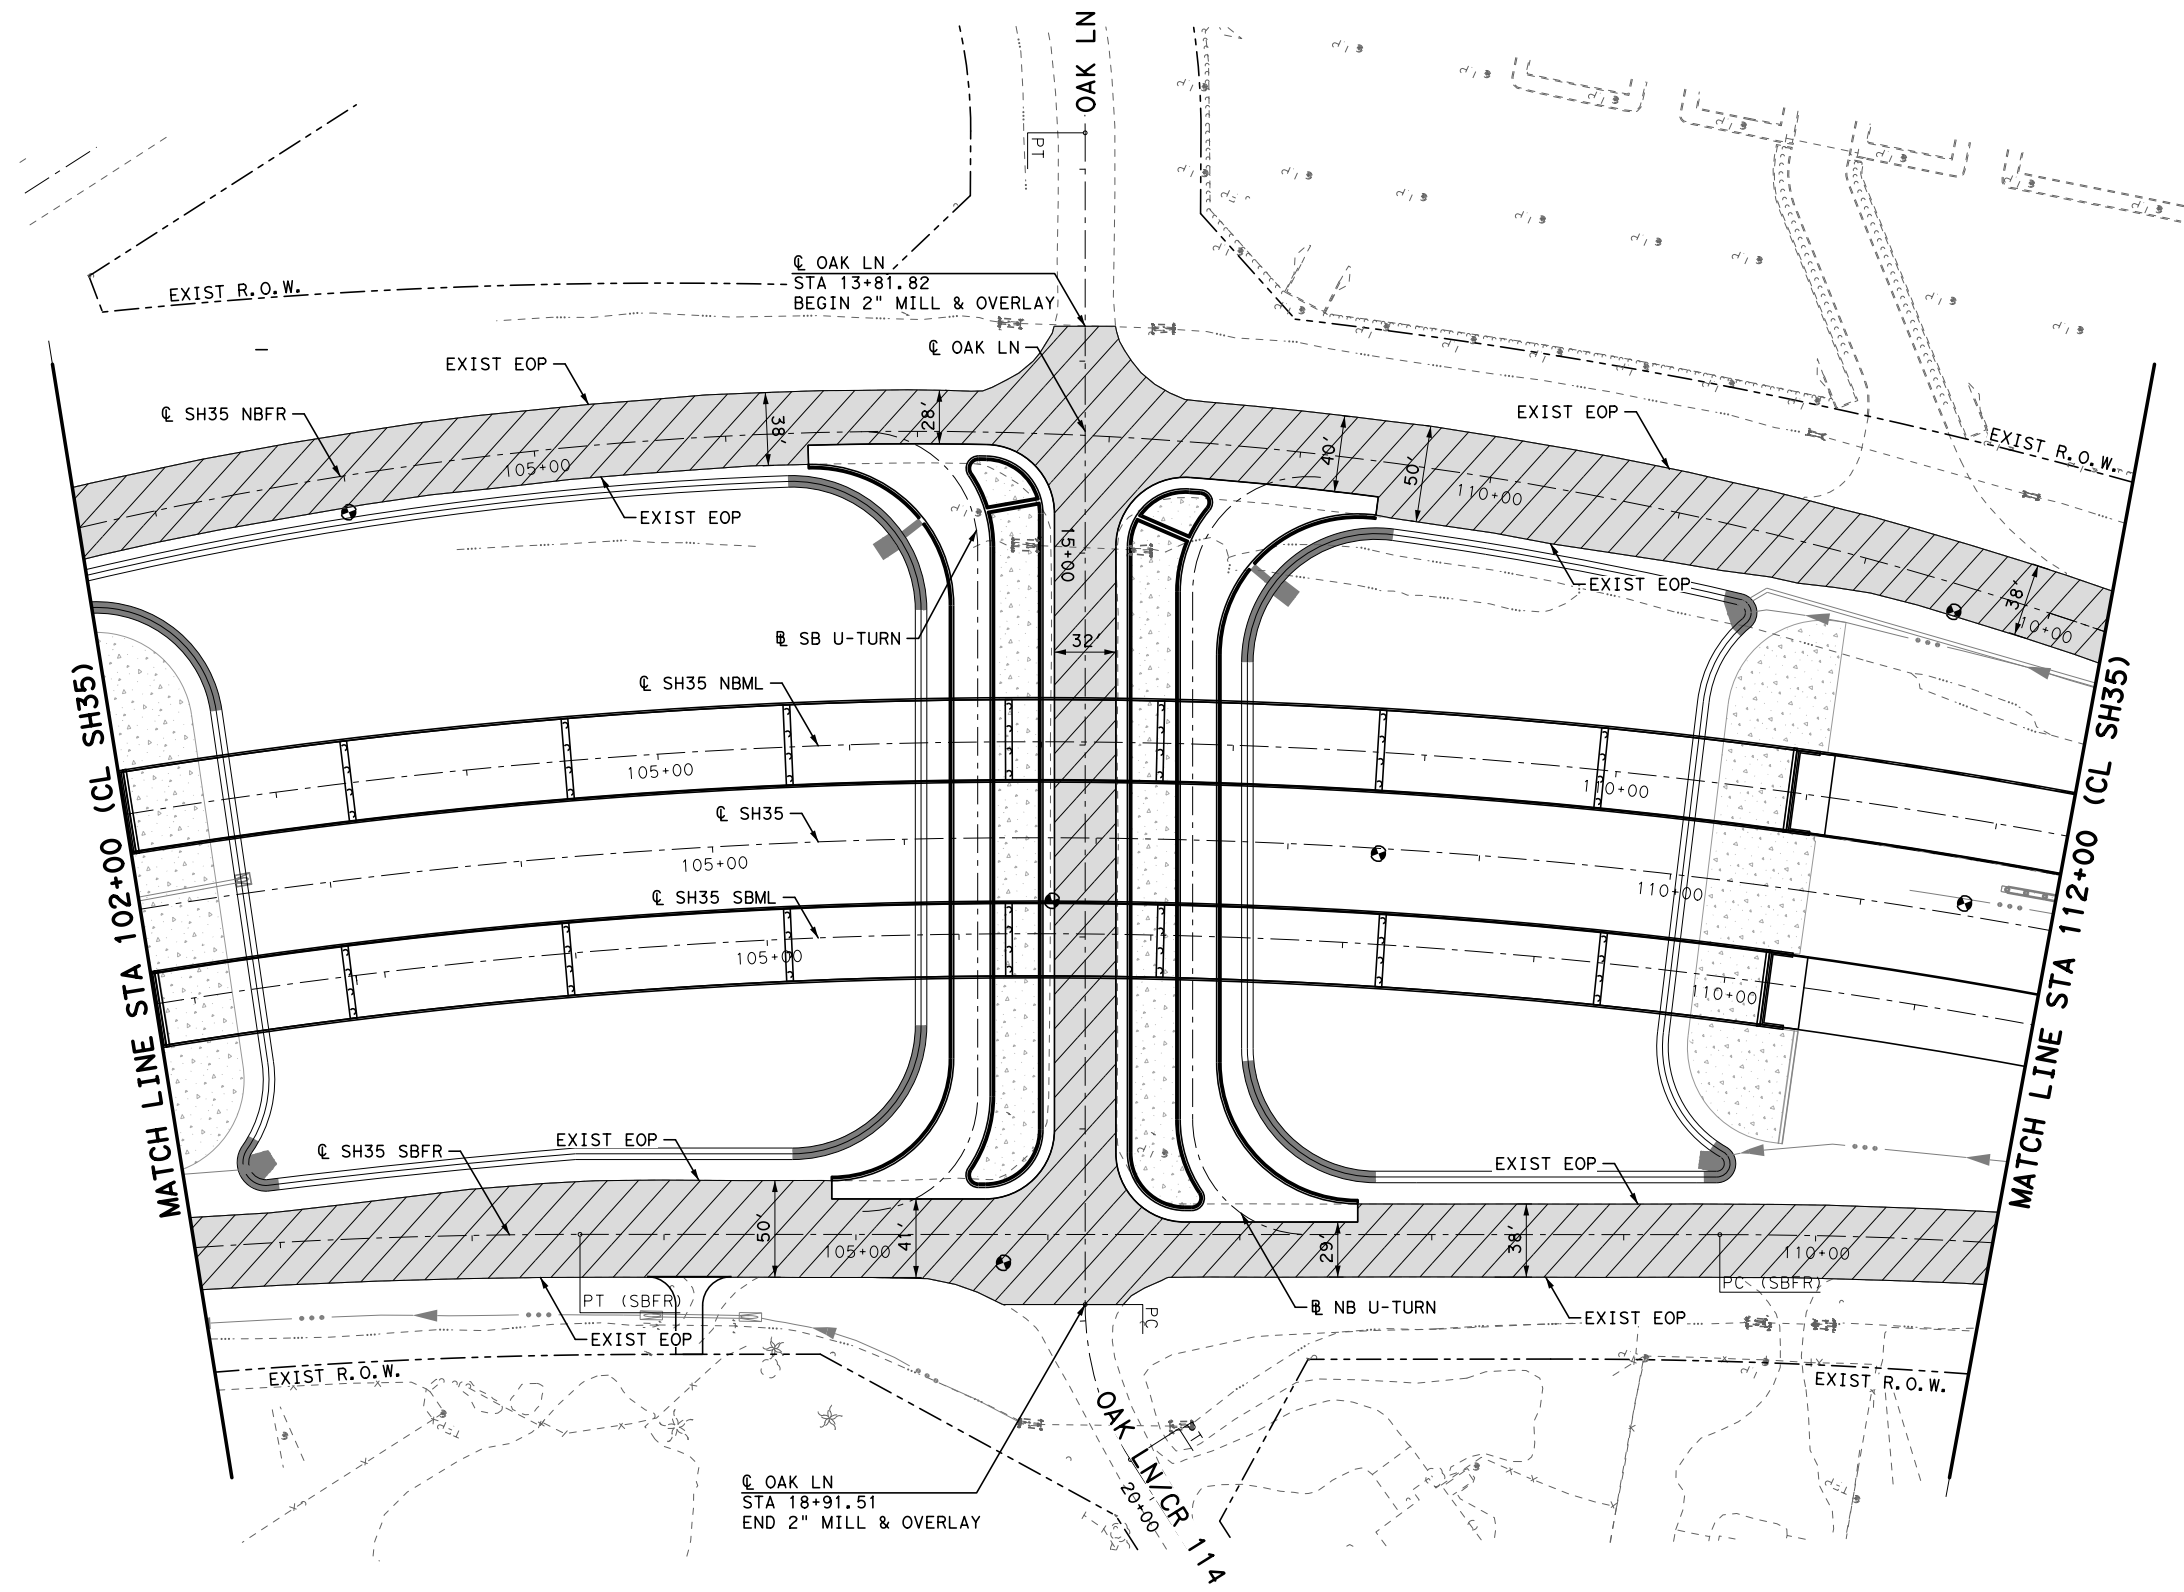 OAK LN
PT
℄ OAK LN
STA 13+81.82
BEGIN 2" MILL & OVERLAY
EXIST R.O.W.
℄ OAK LN
EXIST EOP
℄ SH35 NBFR
EXIST EOP
EXIST R.O.W.
38'
28'
40'
50'
105+00
110+00
EXIST EOP
15+00
EXIST EOP
38'
10+00
SB U-TURN
32'
℄ SH35 NBML
105+00
110+00
℄ SH35
105+00
110+00
℄ SH35 SBML
105+00
110+00
MATCH LINE STA 102+00 (CL SH35)
MATCH LINE STA 112+00 (CL SH35)
℄ SH35 SBFR
EXIST EOP
EXIST EOP
50'
41'
105+00
29'
38'
110+00
PT (SBFR)
PC (SBFR)
PC
NB U-TURN
EXIST EOP
EXIST EOP
EXIST R.O.W.
EXIST R.O.W.
OAK LN/CR 114
PT
20+00
℄ OAK LN
STA 18+91.51
END 2" MILL & OVERLAY